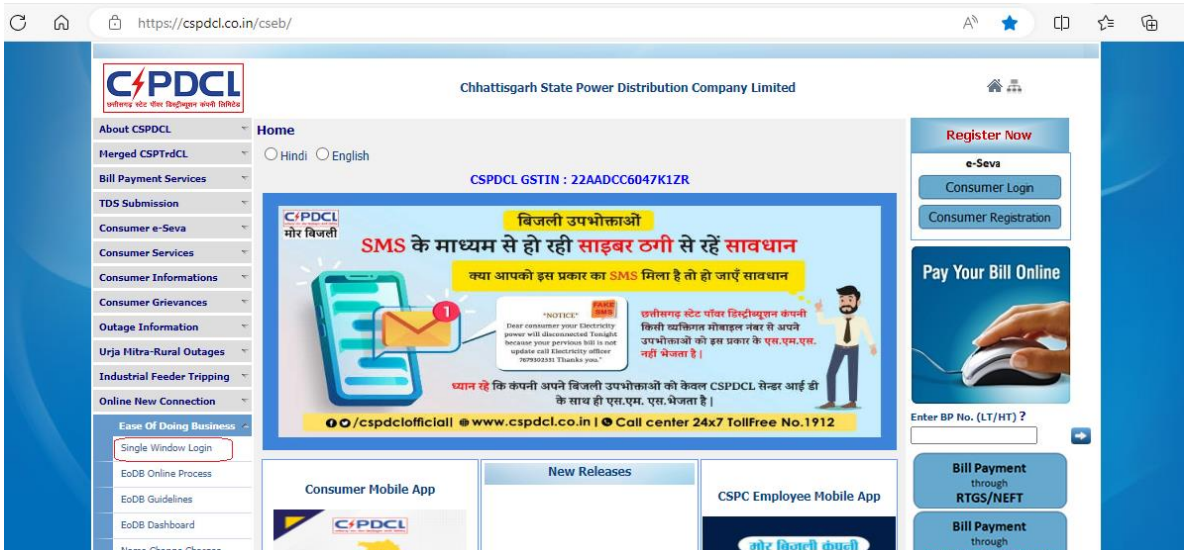 https://cspdcl.co.in/cseb/
CSPDCL
छत्तीसगढ़ स्टेट पॉवर डिस्ट्रीब्यूशन कंपनी लिमिटेड
Chhattisgarh State Power Distribution Company Limited
About CSPDCL
Merged CSPTrdCL
Bill Payment Services
TDS Submission
Consumer e-Seva
Consumer Services
Consumer Informations
Consumer Grievances
Outage Information
Urja Mitra-Rural Outages
Industrial Feeder Tripping
Online New Connection
Ease Of Doing Business
Single Window Login
EoDB Online Process
EoDB Guidelines
EoDB Dashboard
Name Change Charges
Home
Hindi English
CSPDCL GSTIN : 22AADCC6047K1ZR
CSPDCL
मोर बिजली
बिजली उपभोक्ताओं
SMS के माध्यम से हो रही साइबर ठगी से रहें सावधान
क्या आपको इस प्रकार का SMS मिला है तो हो जाएँ सावधान
1
FAKE
SMS
"NOTICE"
Dear consumer your Electricity
power will disconnected Tonight
because your pervious bill is not
update call Electricity officer
7679302331 Thanks you."
छत्तीसगढ़ स्टेट पॉवर डिस्ट्रीब्यूशन कंपनी
किसी व्यक्तिगत मोबाइल नंबर से अपने
उपभोक्ताओं को इस प्रकार के एस.एम.एस.
नहीं भेजता है |
ध्यान रहे कि कंपनी अपने बिजली उपभोक्ताओं को केवल CSPDCL सेन्डर आई डी
के साथ ही एस.एम. एस.भेजता है |
/cspdclofficiall www.cspdcl.co.in | Call center 24x7 TollFree No.1912
Consumer Mobile App
CSPDCL
New Releases
CSPC Employee Mobile App
मोर बिजली कंपनी
Register Now
e-Seva
Consumer Login
Consumer Registration
Pay Your Bill Online
Enter BP No. (LT/HT) ?
Bill Payment
through
RTGS/NEFT
Bill Payment
through